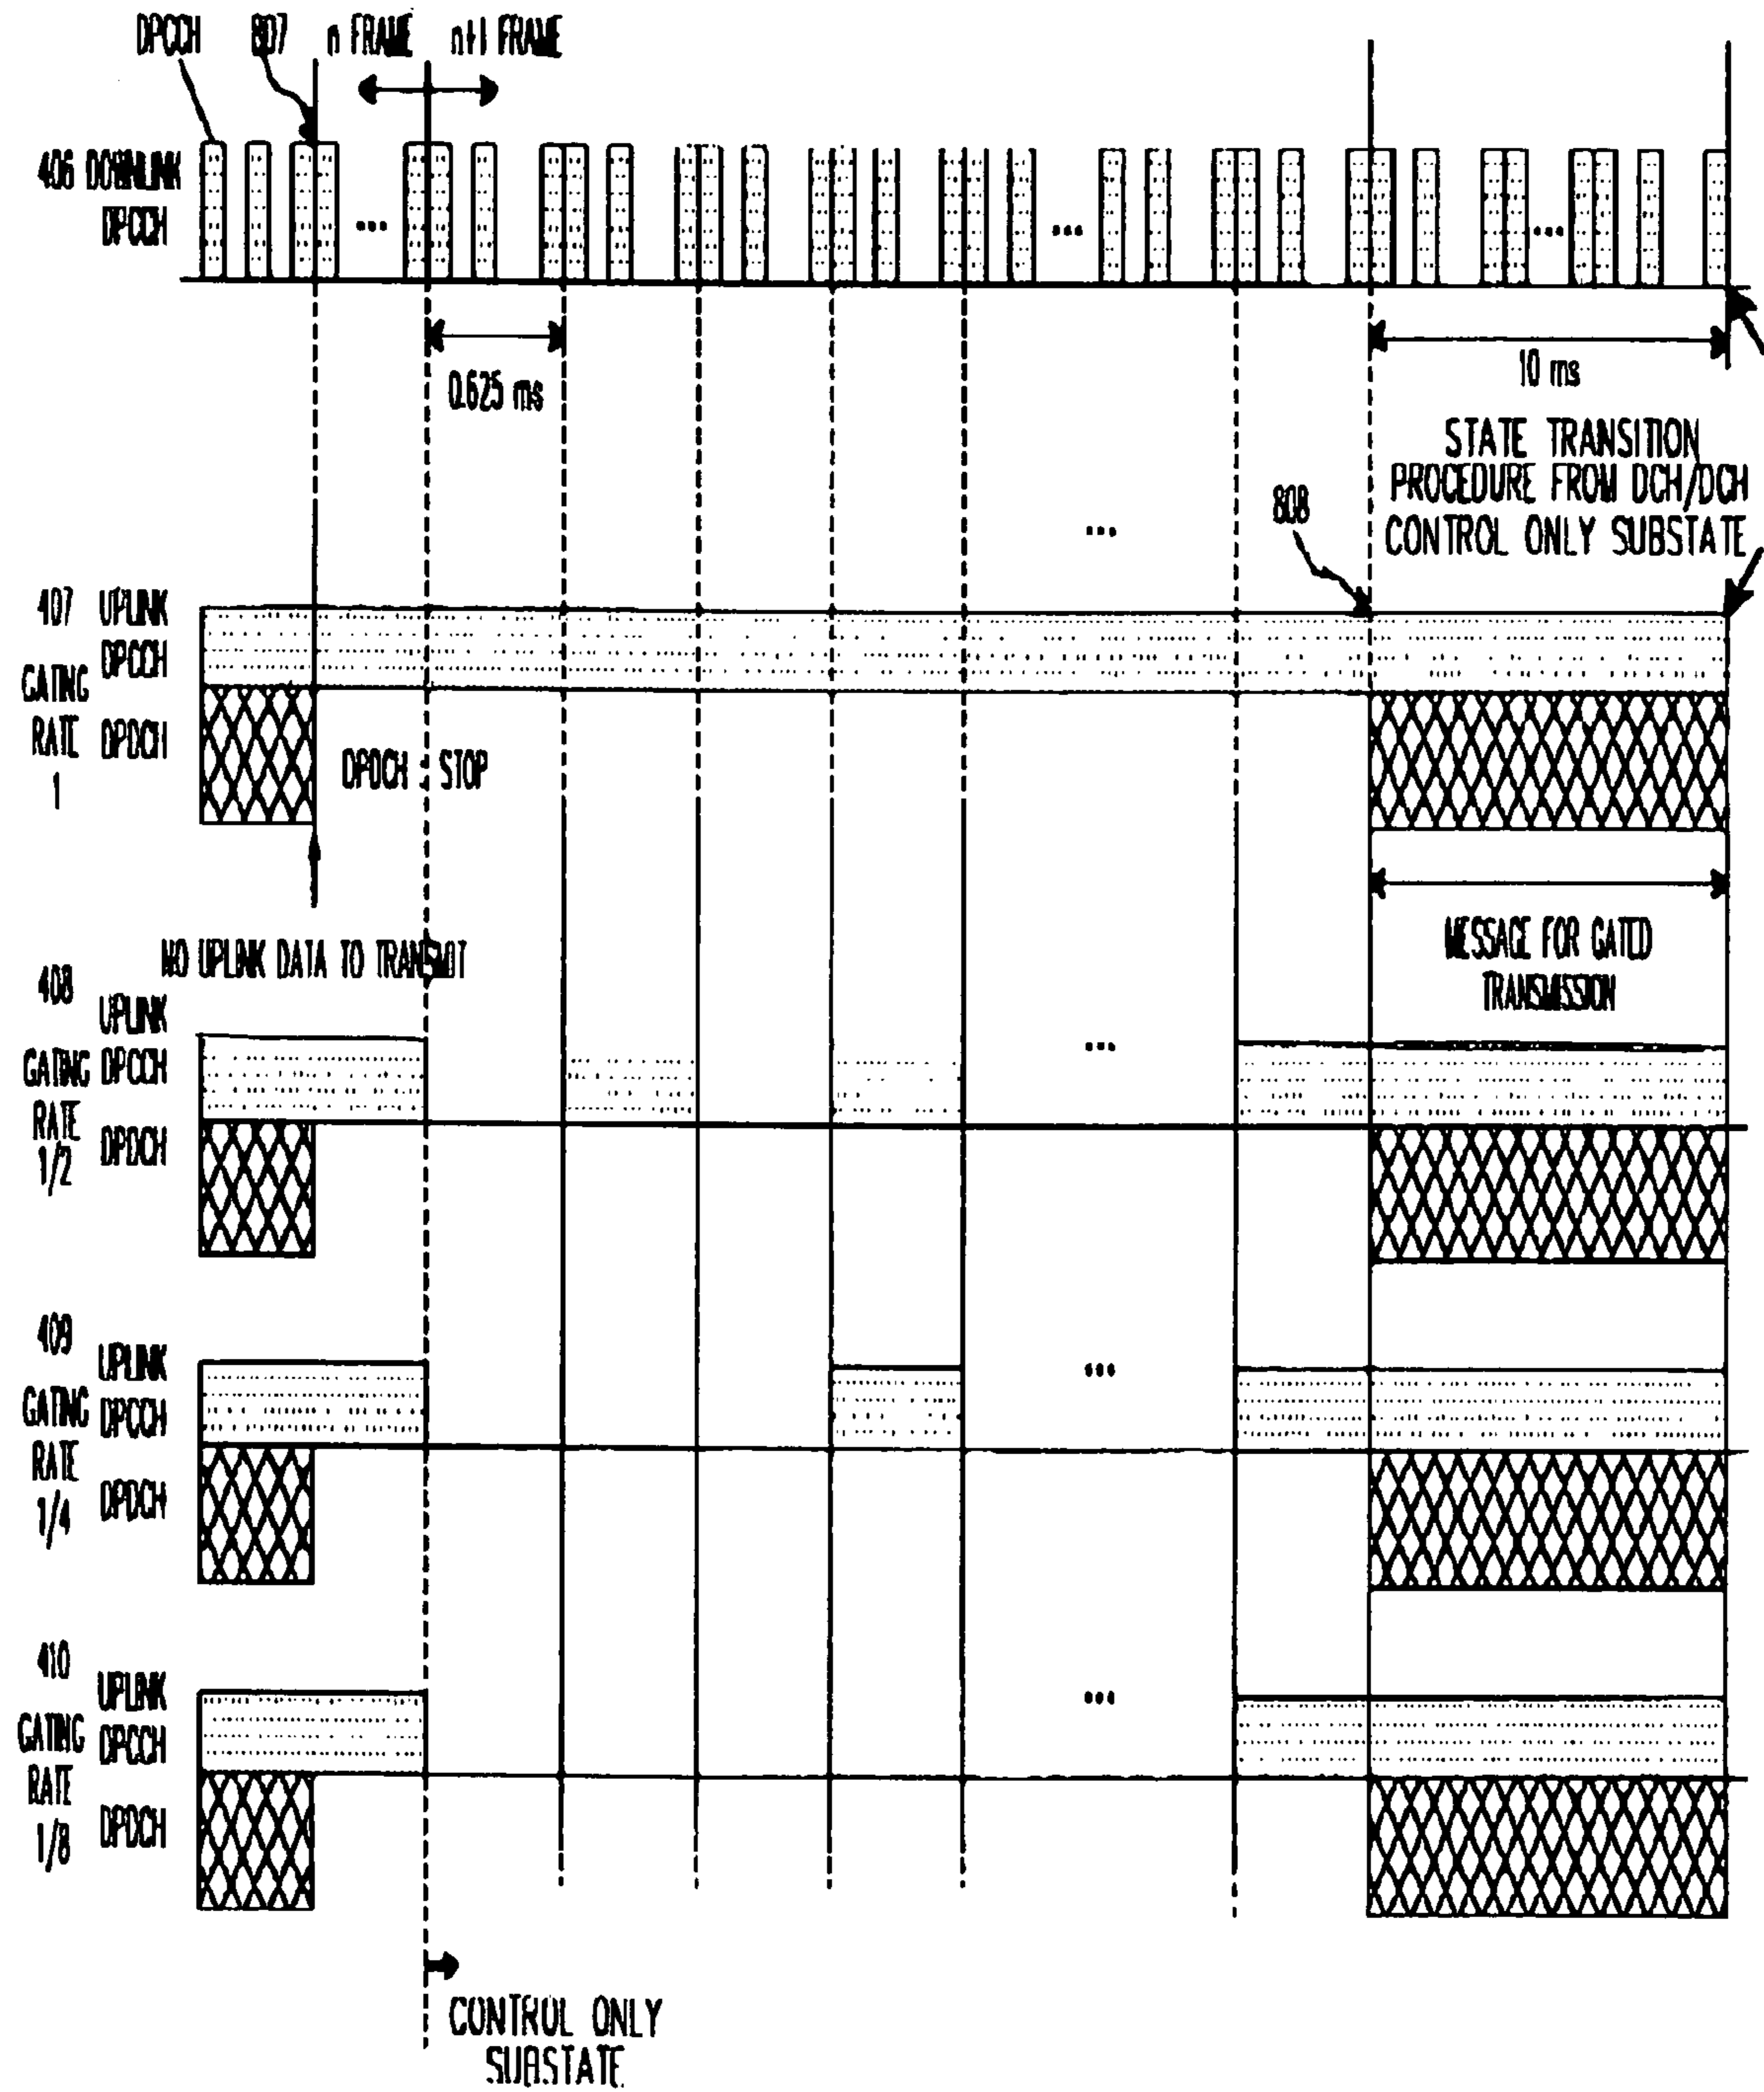 DPCCH 807 n FRAME n+1 FRAME
406 DOWNLINK
DPCCH
...
...
...
0.625 ms
10 ms
STATE TRANSITION
PROCEDURE FROM DCH/DCH
CONTROL ONLY SUBSTATE
808
...
407 UPLINK
DPCCH
GATING
RATE
1
DPDCH
DPDCH : STOP
MESSAGE FOR GATED
TRANSMISSION
NO UPLINK DATA TO TRANSMIT
408
UPLINK
DPCCH
GATING
RATE
1/2
DPDCH
...
409
UPLINK
DPCCH
GATING
RATE
1/4
DPDCH
...
410
UPLINK
DPCCH
GATING
RATE
1/8
DPDCH
...
CONTROL ONLY
SUBSTATE